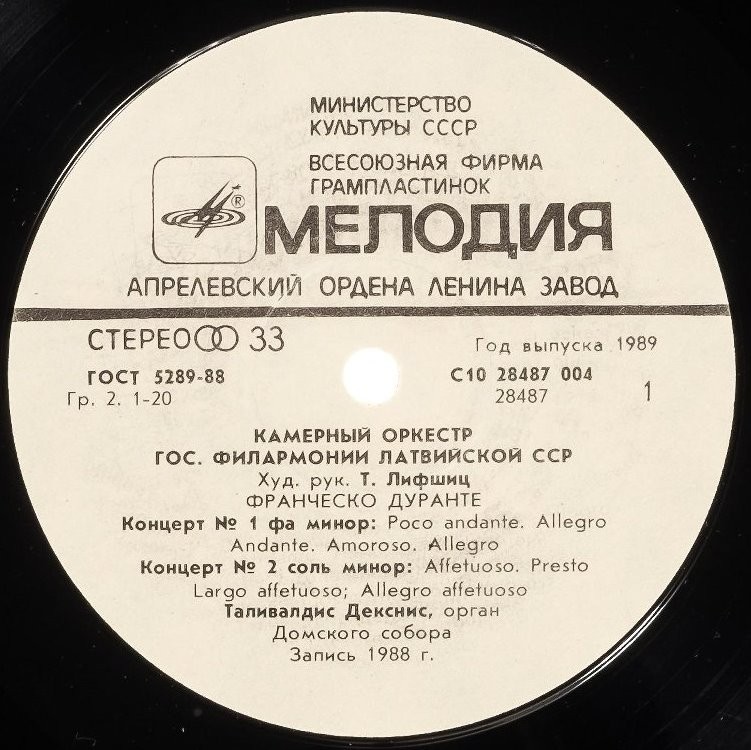 МИНИСТЕРСТВО
КУЛЬТУРЫ СССР
ВСЕСОЮЗНАЯ ФИРМА
ГРАМПЛАСТИНОК
®
МЕЛОДИЯ
АПРЕЛЕВСКИЙ ОРДЕНА ЛЕНИНА ЗАВОД
СТЕРЕО 33
Год выпуска 1989
ГОСТ 5289-88
С10 28487 004
Гр. 2. 1-20
28487
1
КАМЕРНЫЙ ОРКЕСТР
ГОС. ФИЛАРМОНИИ ЛАТВИЙСКОЙ ССР
Худ. рук. Т. Лифшиц
ФРАНЧЕСКО ДУРАНТЕ
Концерт № 1 фа минор: Poco andante. Allegro
Andante. Amoroso. Allegro
Концерт № 2 соль минор: Affetuoso. Presto
Largo affetuoso; Allegro affetuoso
Таливалдис Декснис, орган
Домского собора
Запись 1988 г.